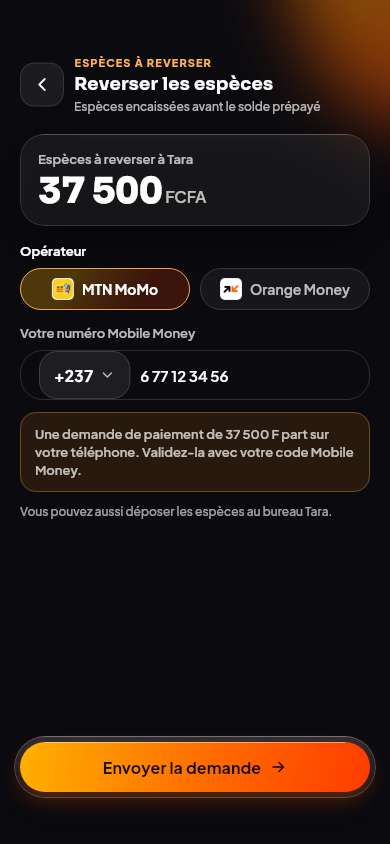 ESPÈCES À REVERSER
Reverser les espèces
Espèces encaissées avant le solde prépayé
Espèces à reverser à Tara
37 500 FCFA
Opérateur
MTN MoMo
Orange Money
Votre numéro Mobile Money
+237
6 77 12 34 56
Une demande de paiement de 37 500 F part sur
votre téléphone. Validez-la avec votre code Mobile
Money.
Vous pouvez aussi déposer les espèces au bureau Tara.
Envoyer la demande